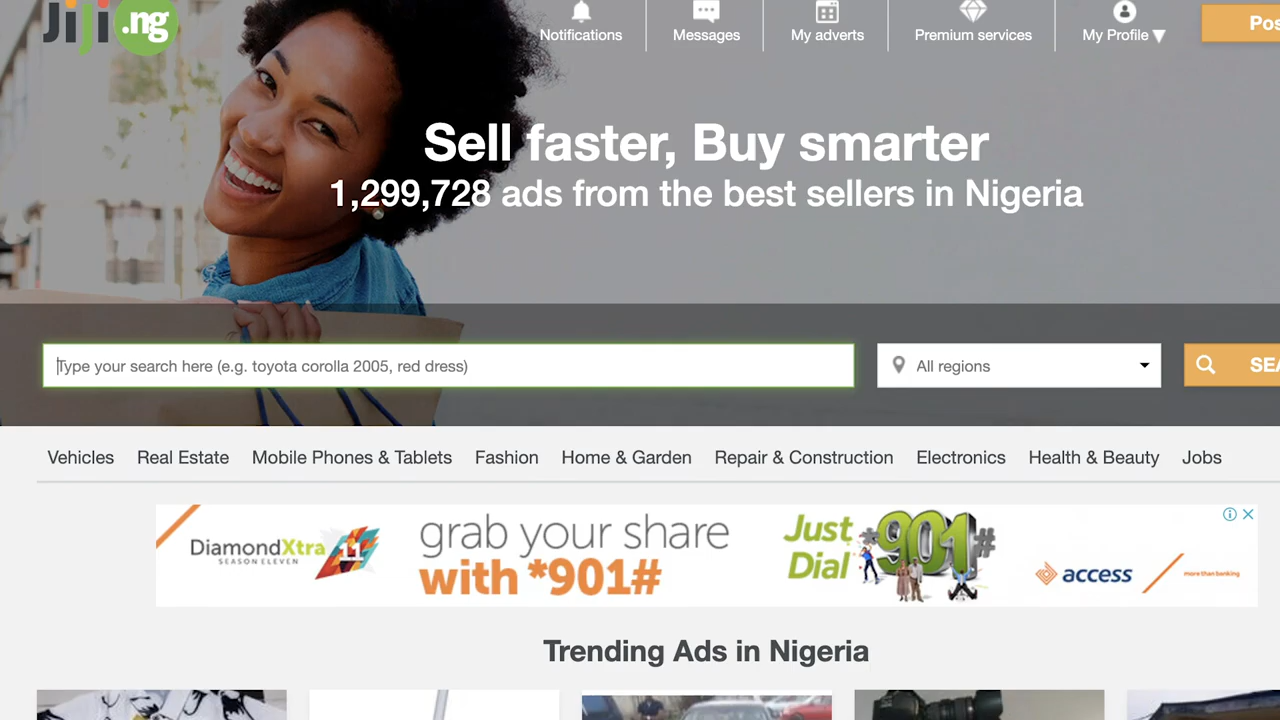 Jiji .ng
Notifications
Messages
My adverts
Premium services
My Profile ▼
Pos
Sell faster, Buy smarter
1,299,728 ads from the best sellers in Nigeria
Type your search here (e.g. toyota corolla 2005, red dress)
All regions
SEA
Vehicles
Real Estate
Mobile Phones & Tablets
Fashion
Home & Garden
Repair & Construction
Electronics
Health & Beauty
Jobs
DiamondXtra 11
SEASON ELEVEN
grab your share
with *901#
Just
Dial
*901#
access
more than banking
Trending Ads in Nigeria